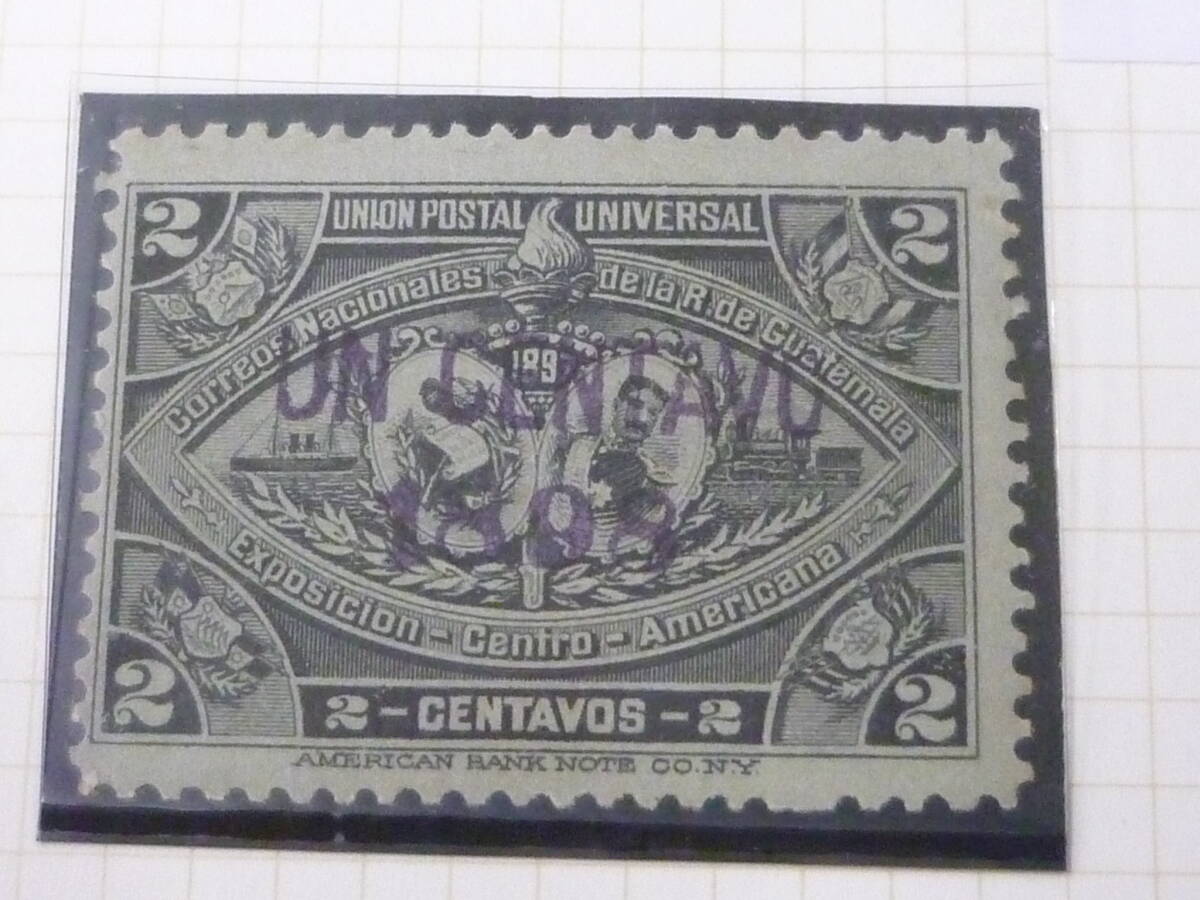 2 UNION POSTAL UNIVERSAL 2
Correos Nacionales de la R. de Guatemala
189
UN CENTAVO
1898
Exposicion - Centro - Americana
2 2 - CENTAVOS - 2 2
AMERICAN BANK NOTE CO. N.Y.